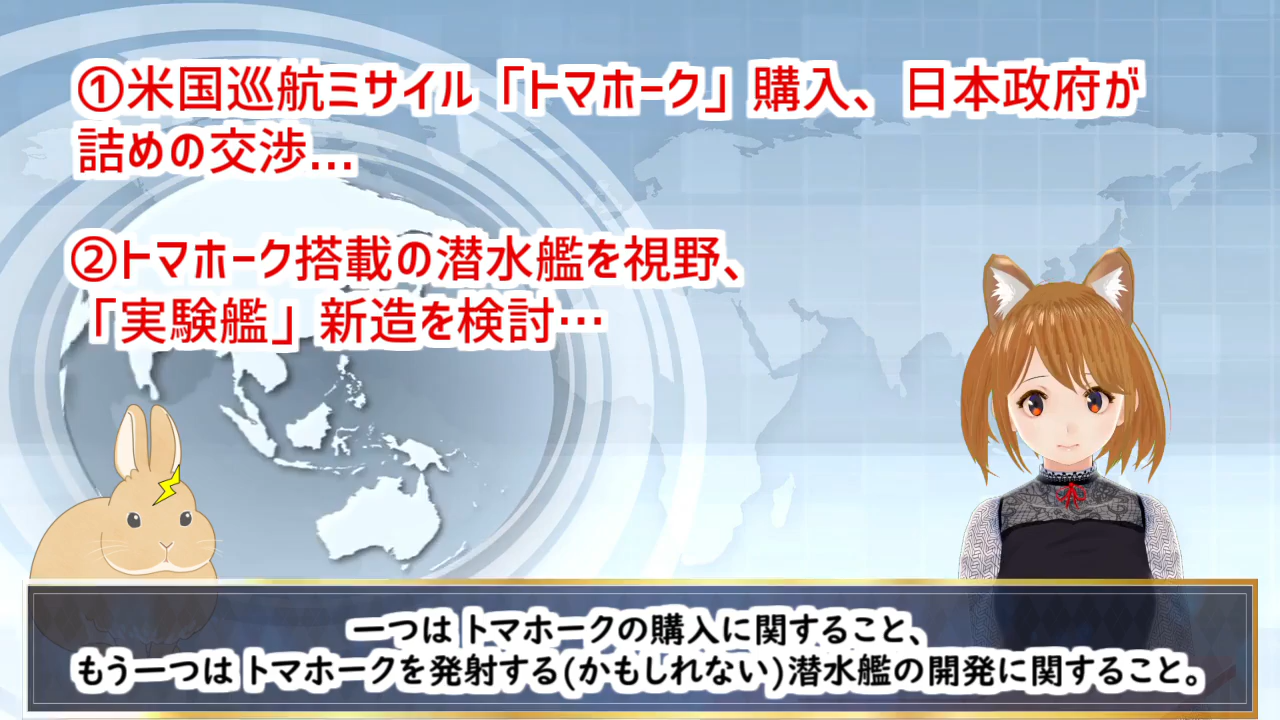 ①米国巡航ミサイル「トマホーク」購入、日本政府が
詰めの交渉...
②トマホーク搭載の潜水艦を視野、
「実験艦」新造を検討…
一つは トマホークの購入に関すること、
もう一つは トマホークを発射する(かもしれない)潜水艦の開発に関すること。